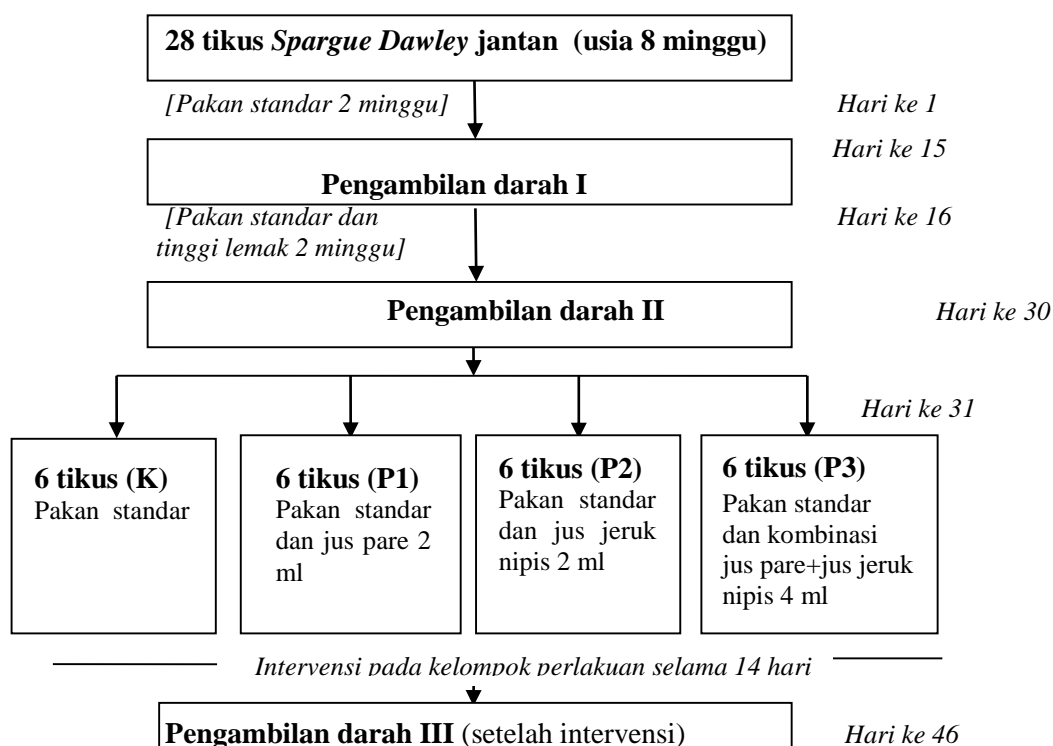 28 tikus Spargue Dawley jantan (usia 8 minggu)
[Pakan standar 2 minggu]
Hari ke 1
Hari ke 15
Pengambilan darah I
[Pakan standar dan
tinggi lemak 2 minggu]
Hari ke 16
Pengambilan darah II
Hari ke 30
Hari ke 31
6 tikus (K)
Pakan standar
6 tikus (P1)
Pakan standar
dan jus pare 2
ml
6 tikus (P2)
Pakan standar
dan jus jeruk
nipis 2 ml
6 tikus (P3)
Pakan standar
dan kombinasi
jus pare+jus jeruk
nipis 4 ml
Intervensi pada kelompok perlakuan selama 14 hari
Pengambilan darah III (setelah intervensi)
Hari ke 46